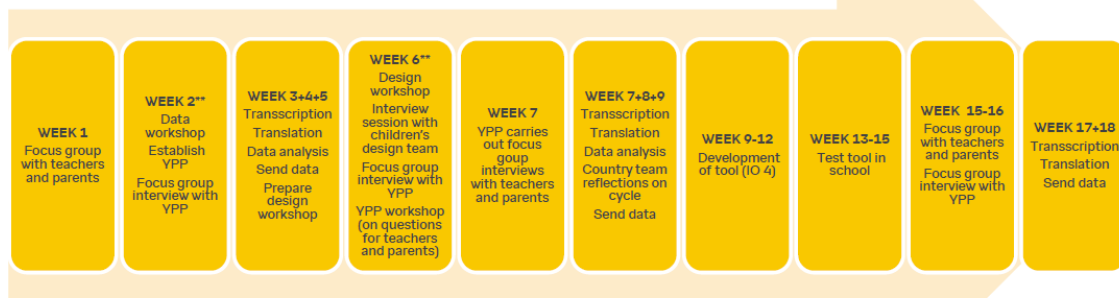 WEEK 1
Focus group
with teachers
and parents
WEEK 2**
Data
workshop
Establish
YPP
Focus group
interview with
YPP
WEEK 3+4+5
Transscription
Translation
Data analysis
Send data
Prepare
design
workshop
WEEK 6**
Design
workshop
Interview
session with
children's
design team
Focus group
interview with
YPP
YPP workshop
(on questions
for teachers
and parents)
WEEK 7
YPP carries
out focus
goup
interviews
with teachers
and parents
WEEK 7+8+9
Transscription
Translation
Data analysis
Country team
reflections on
cycle
Send data
WEEK 9-12
Development
of tool (IO 4)
WEEK 13-15
Test tool in
school
WEEK 15-16
Focus group
with teachers
and parents
Focus group
interview with
YPP
WEEK 17+18
Transscription
Translation
Send data